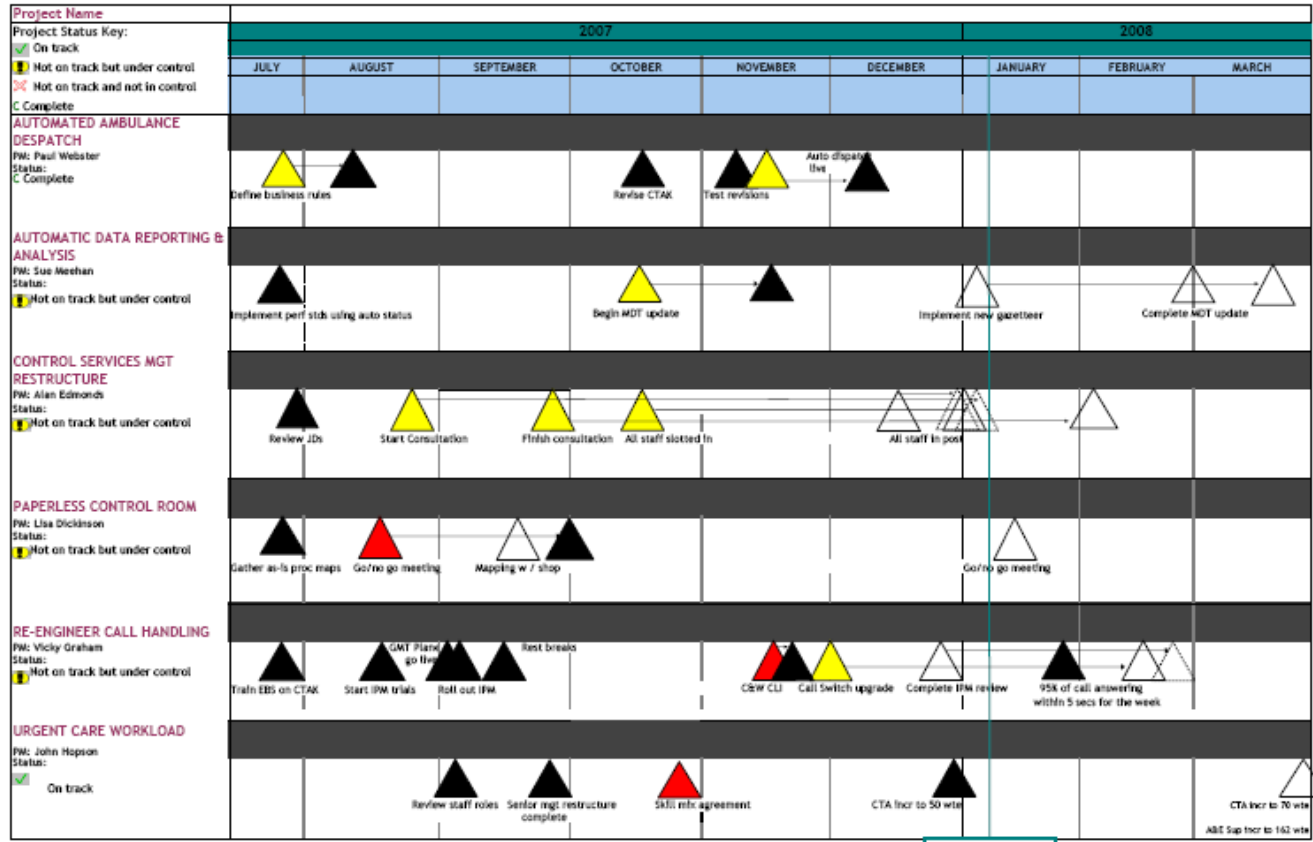 Project Name
Project Status Key:
On track
Not on track but under control
Not on track and not in control
C Complete
2007
2008
JULY
AUGUST
SEPTEMBER
OCTOBER
NOVEMBER
DECEMBER
JANUARY
FEBRUARY
MARCH
AUTOMATED AMBULANCE
DESPATCH
PM: Paul Webster
Status:
C Complete
Define business rules
Revise CTAK
Test revisions
Auto dispatc
live
AUTOMATIC DATA REPORTING &
ANALYSIS
PM: Sue Meehan
Status:
Not on track but under control
Implement perf stds using auto status
Begin MDT update
Implement new gazetteer
Complete MDT update
CONTROL SERVICES MGT
RESTRUCTURE
PM: Alan Edmonds
Status:
Not on track but under control
Review JDs
Start Consultation
Finish consultation
All staff slotted in
All staff in post
PAPERLESS CONTROL ROOM
PM: Lisa Dickinson
Status:
Not on track but under control
Gather as-is proc maps
Go/no go meeting
Mapping w / shop
Go/no go meeting
RE-ENGINEER CALL HANDLING
PM: Vicky Graham
Status:
Not on track but under control
Train EBS on CTAK
Start IPM trials
GMT Plane
go live
Roll out IPM
Rest breaks
C&W CLI
Call Switch upgrade
Complete IPM review
95% of call answering
within 5 secs for the week
URGENT CARE WORKLOAD
PM: John Hopson
Status:
On track
Review staff roles
Senior mgt restructure
complete
Skill mix agreement
CTA incr to 50 wte
CTA incr to 70 wte
A&E Sup incr to 162 wte